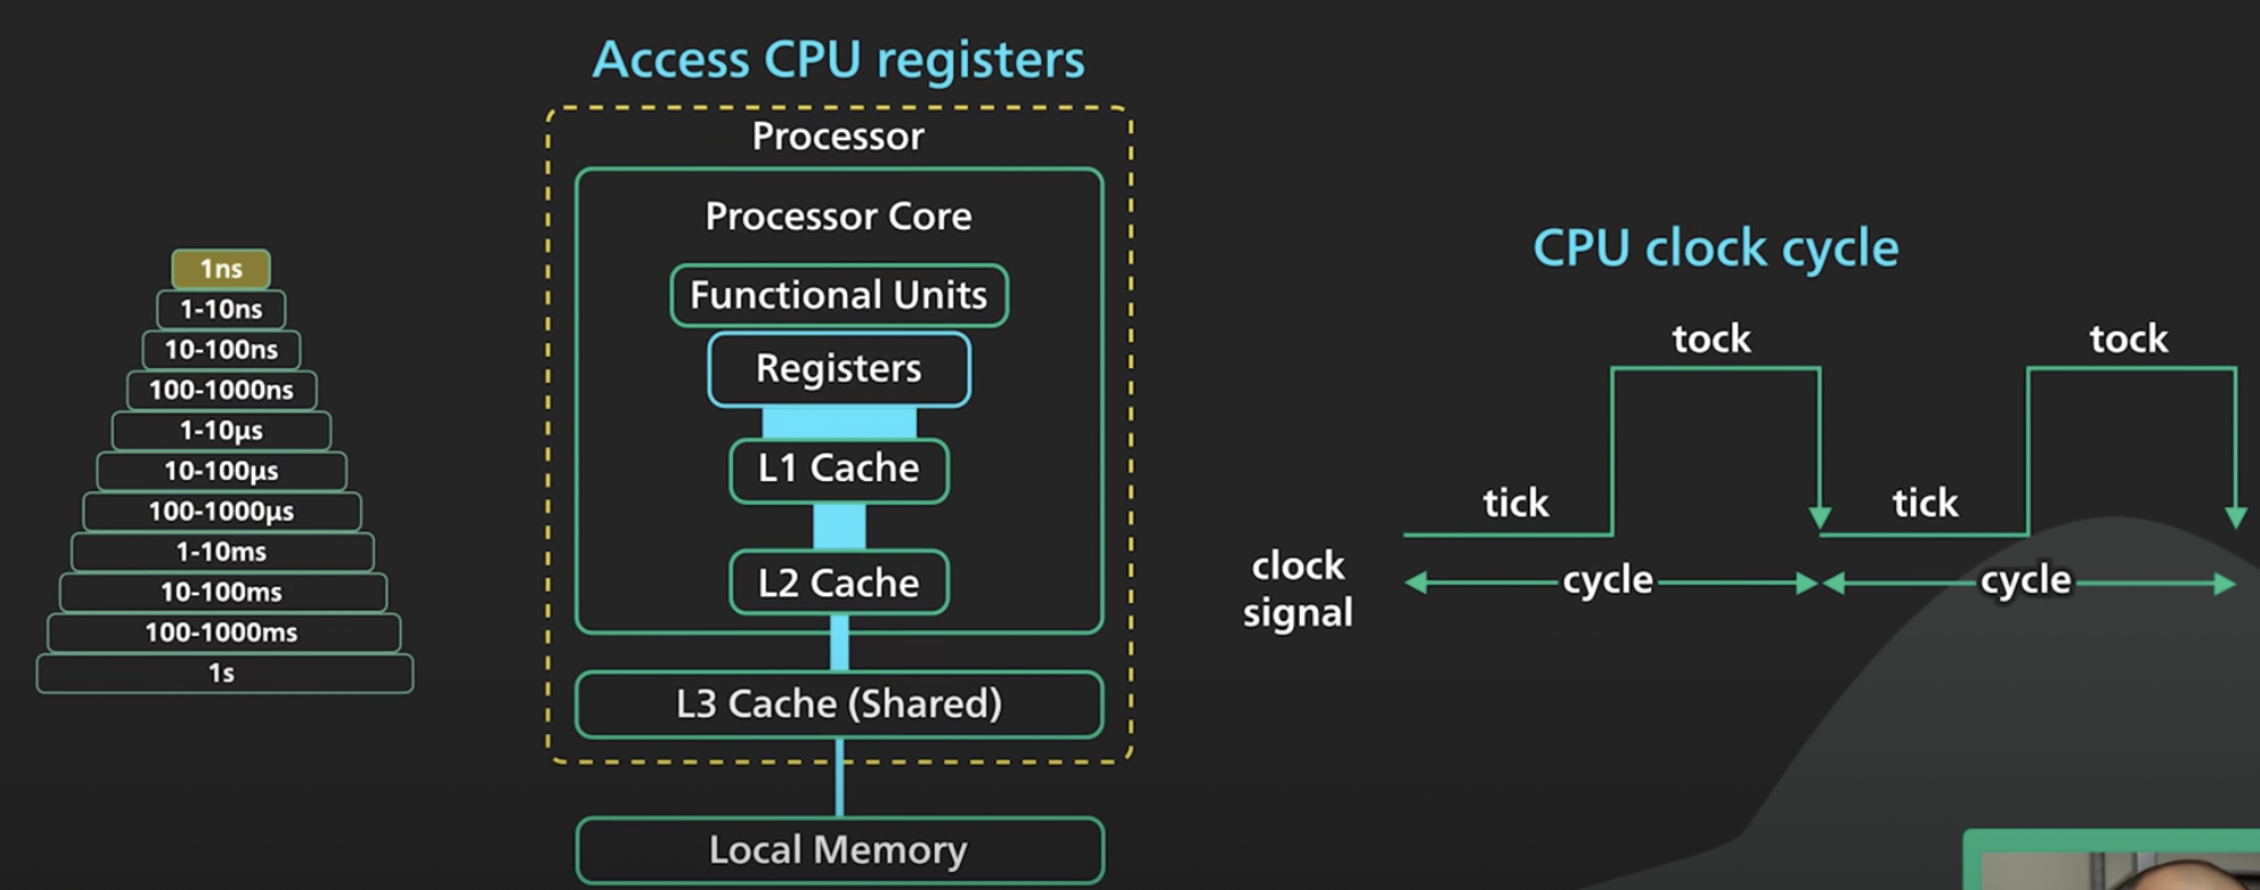 Access CPU registers
1ns
1-10ns
10-100ns
100-1000ns
1-10µs
10-100µs
100-1000µs
1-10ms
10-100ms
100-1000ms
1s
Processor
Processor Core
Functional Units
Registers
L1 Cache
L2 Cache
L3 Cache (Shared)
Local Memory
CPU clock cycle
tock
tock
tick
tick
clock
signal
cycle
cycle